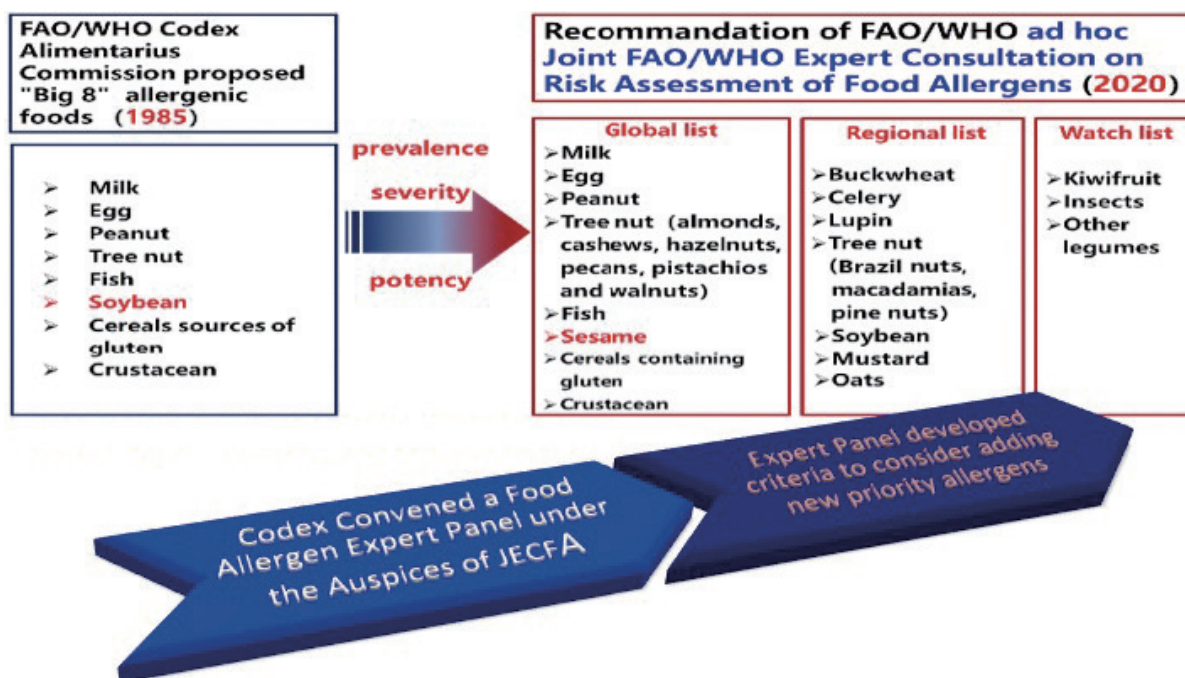 FAO/WHO Codex
Alimentarius
Commission proposed
"Big 8" allergenic
foods (1985)
➢ Milk
➢ Egg
➢ Peanut
➢ Tree nut
➢ Fish
➢ Soybean
➢ Cereals sources of
gluten
➢ Crustacean
prevalence
severity
potency
Recommandation of FAO/WHO ad hoc
Joint FAO/WHO Expert Consultation on
Risk Assessment of Food Allergens (2020)
Global list
➢Milk
➢Egg
➢Peanut
➢Tree nut (almonds,
cashews, hazelnuts,
pecans, pistachios
and walnuts)
➢Fish
➢Sesame
➢Cereals containing
gluten
➢Crustacean
Regional list
➢Buckwheat
➢Celery
➢Lupin
➢Tree nut
(Brazil nuts,
macadamias,
pine nuts)
➢Soybean
➢Mustard
➢Oats
Watch list
➢Kiwifruit
➢Insects
➢Other
legumes
Codex Convened a Food
Allergen Expert Panel under
the Auspices of JECFA
Expert Panel developed
criteria to consider adding
new priority allergens